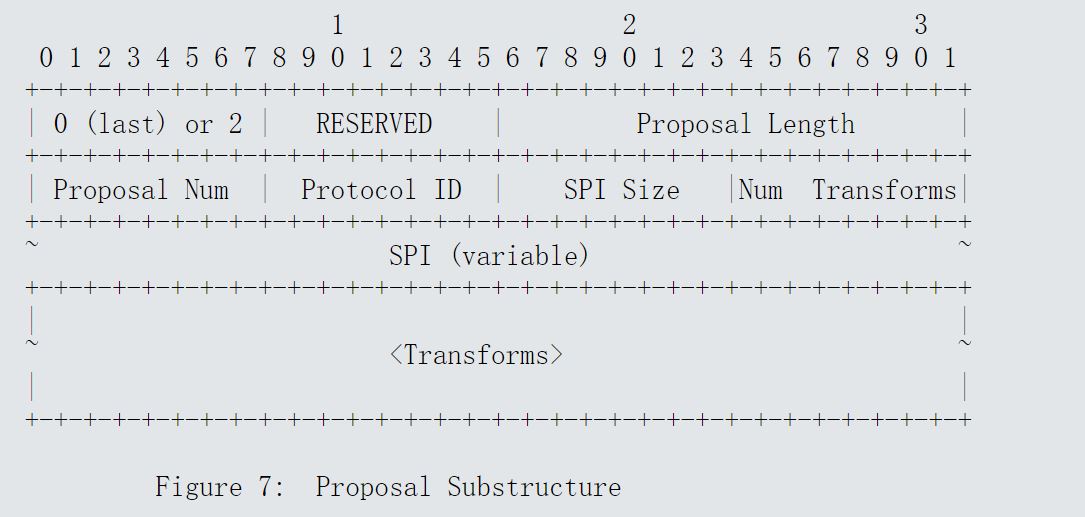 1                   2                   3
 0 1 2 3 4 5 6 7 8 9 0 1 2 3 4 5 6 7 8 9 0 1 2 3 4 5 6 7 8 9 0 1
+-+-+-+-+-+-+-+-+-+-+-+-+-+-+-+-+-+-+-+-+-+-+-+-+-+-+-+-+-+-+-+-+
| 0 (last) or 2 |   RESERVED    |         Proposal Length       |
+-+-+-+-+-+-+-+-+-+-+-+-+-+-+-+-+-+-+-+-+-+-+-+-+-+-+-+-+-+-+-+-+
| Proposal Num  |  Protocol ID  |    SPI Size   |Num  Transforms|
+-+-+-+-+-+-+-+-+-+-+-+-+-+-+-+-+-+-+-+-+-+-+-+-+-+-+-+-+-+-+-+-+
~                        SPI (variable)                         ~
+-+-+-+-+-+-+-+-+-+-+-+-+-+-+-+-+-+-+-+-+-+-+-+-+-+-+-+-+-+-+-+-+
|                                                               |
~                        <Transforms>                           ~
|                                                               |
+-+-+-+-+-+-+-+-+-+-+-+-+-+-+-+-+-+-+-+-+-+-+-+-+-+-+-+-+-+-+-+-+
Figure 7:  Proposal Substructure